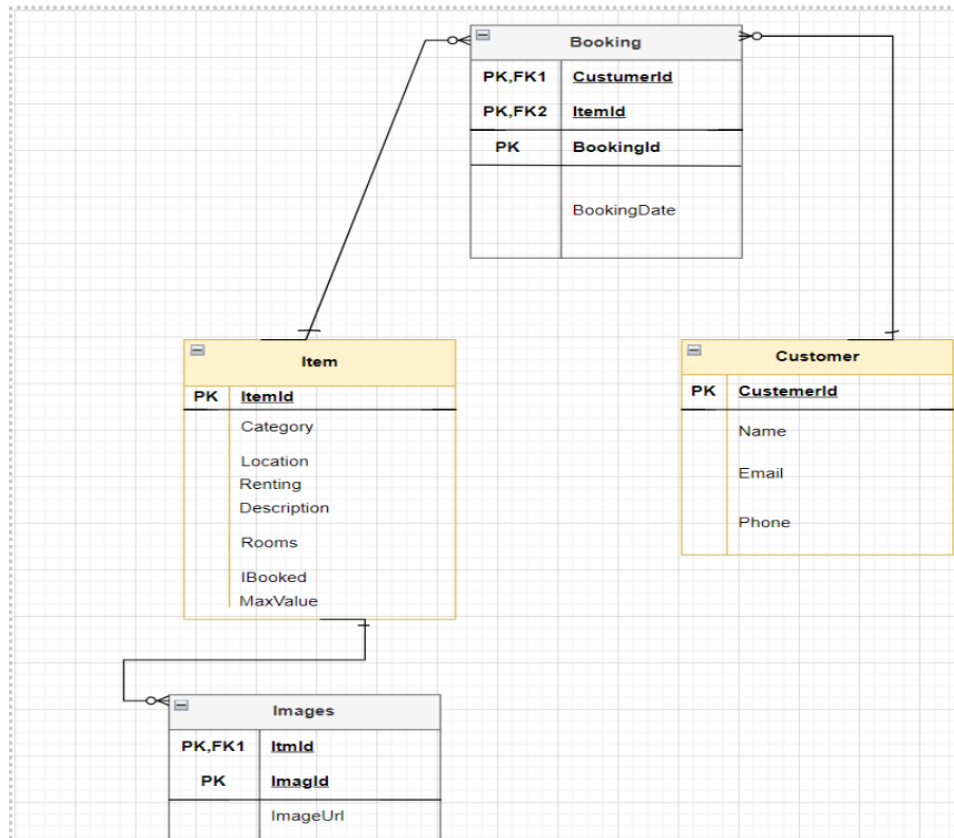 Booking
PK,FK1 CustumerId
PK,FK2 ItemId
PK BookingId
BookingDate
Item
PK ItemId
Category
Location
Renting
Description
Rooms
IBooked
MaxValue
Customer
PK CustemerId
Name
Email
Phone
Images
PK,FK1 ItmId
PK ImagId
ImageUrl